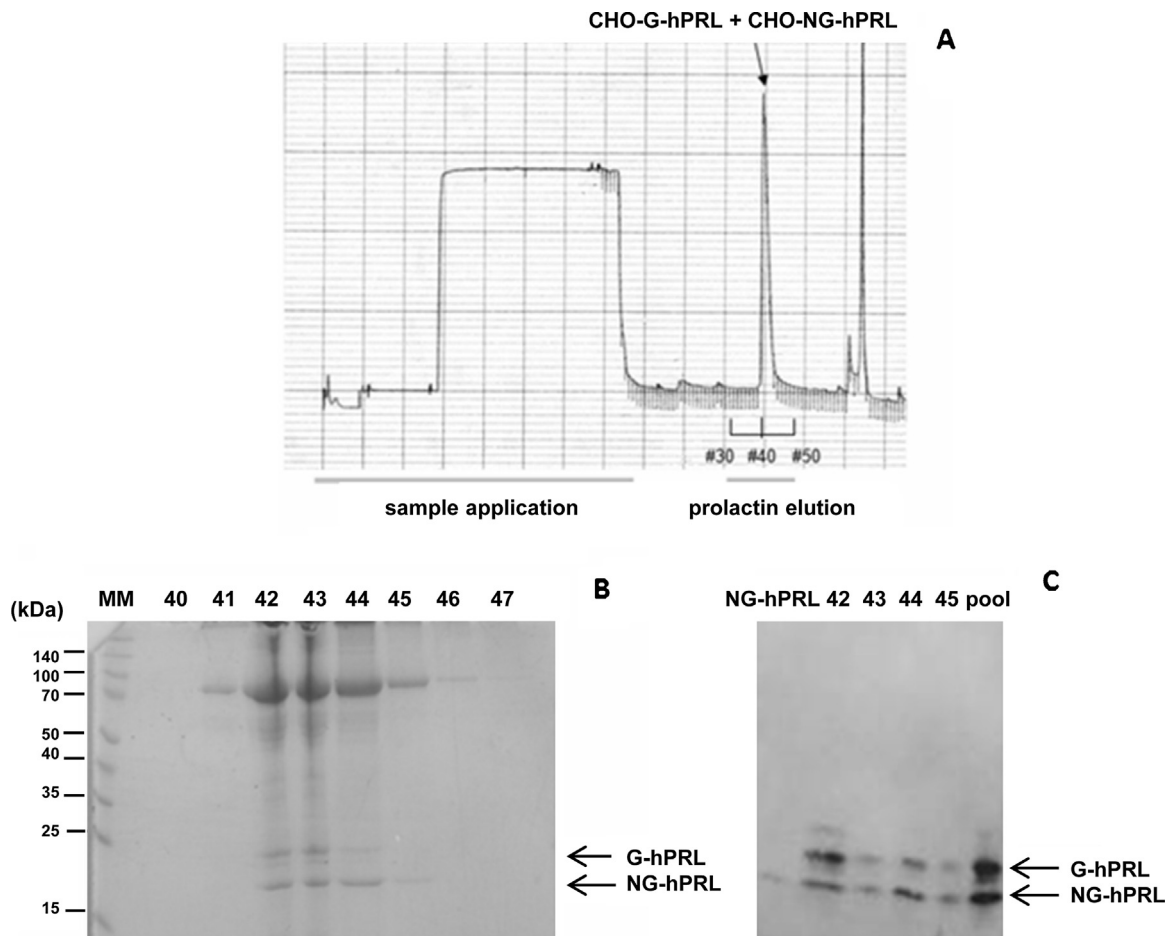 CHO-G-hPRL + CHO-NG-hPRL
A
#30 #40 #50
sample application prolactin elution
B
C
(kDa) MM 40 41 42 43 44 45 46 47
NG-hPRL 42 43 44 45 pool
140
100
70
50
40
35
25
15
G-hPRL
NG-hPRL
G-hPRL
NG-hPRL